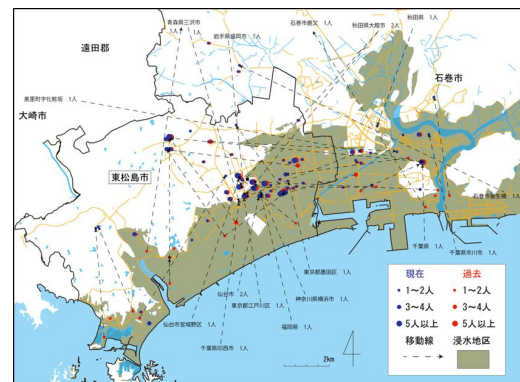 青森県三沢市
1人
1人
岩手県盛岡市 1人
石巻市鹿又 1人
秋田県大館市 2人
秋田県 1人
遠田郡
石巻市
美里町字化粧坂 1人
大崎市
東松島市
千葉県 1人
千葉県市川市 1人
東京都墨田区 1人
神奈川県横浜市 1人
仙台市 2人
東京都江戸川区 1人
福岡県 1人
仙台市宮城野区 1人
千葉県印西市 1人
現在 過去
1〜2人 1〜2人
3〜4人 3〜4人
5人以上 5人以上
移動線 浸水地区
2km